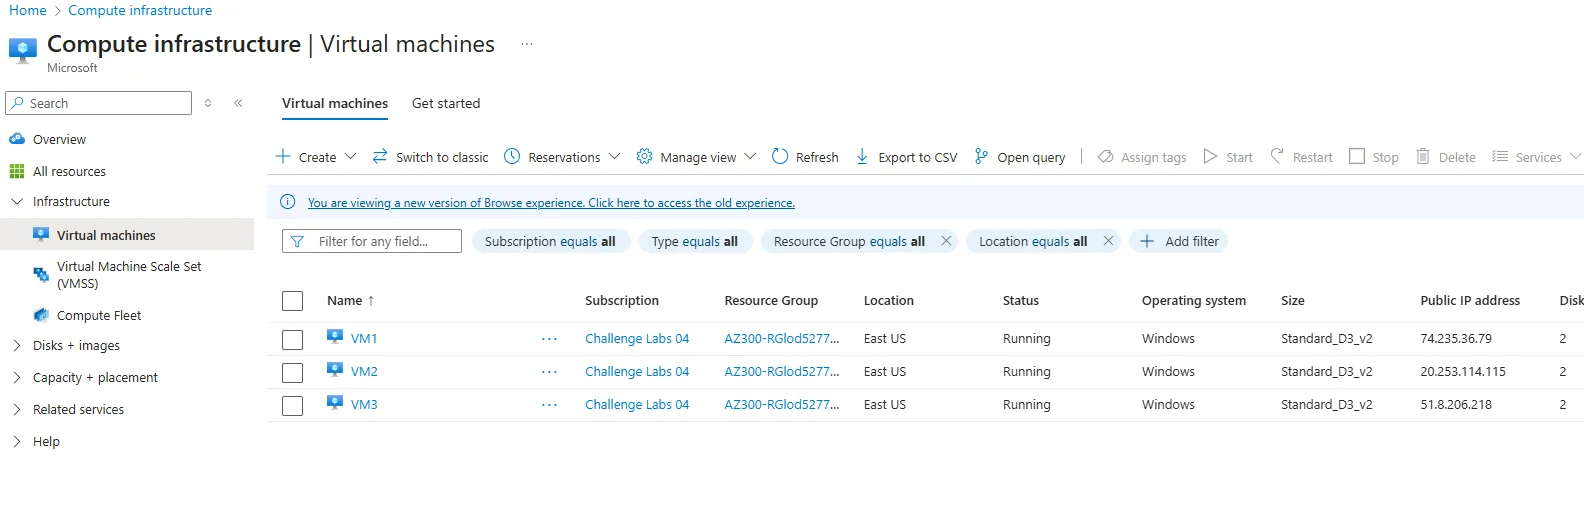 Home > Compute infrastructure
Compute infrastructure | Virtual machines ...
Microsoft
Search
Overview
All resources
Infrastructure
Virtual machines
Virtual Machine Scale Set
(VMSS)
Compute Fleet
Disks + images
Capacity + placement
Related services
Help
Virtual machines Get started
Create Switch to classic Reservations Manage view Refresh Export to CSV Open query Assign tags Start Restart Stop Delete Services
You are viewing a new version of Browse experience. Click here to access the old experience.
Filter for any field... Subscription equals all Type equals all Resource Group equals all Location equals all Add filter
Name ↑ Subscription Resource Group Location Status Operating system Size Public IP address Disk
VM1 ... Challenge Labs 04 AZ300-RGlod5277... East US Running Windows Standard_D3_v2 74.235.36.79 2
VM2 ... Challenge Labs 04 AZ300-RGlod5277... East US Running Windows Standard_D3_v2 20.253.114.115 2
VM3 ... Challenge Labs 04 AZ300-RGlod5277... East US Running Windows Standard_D3_v2 51.8.206.218 2